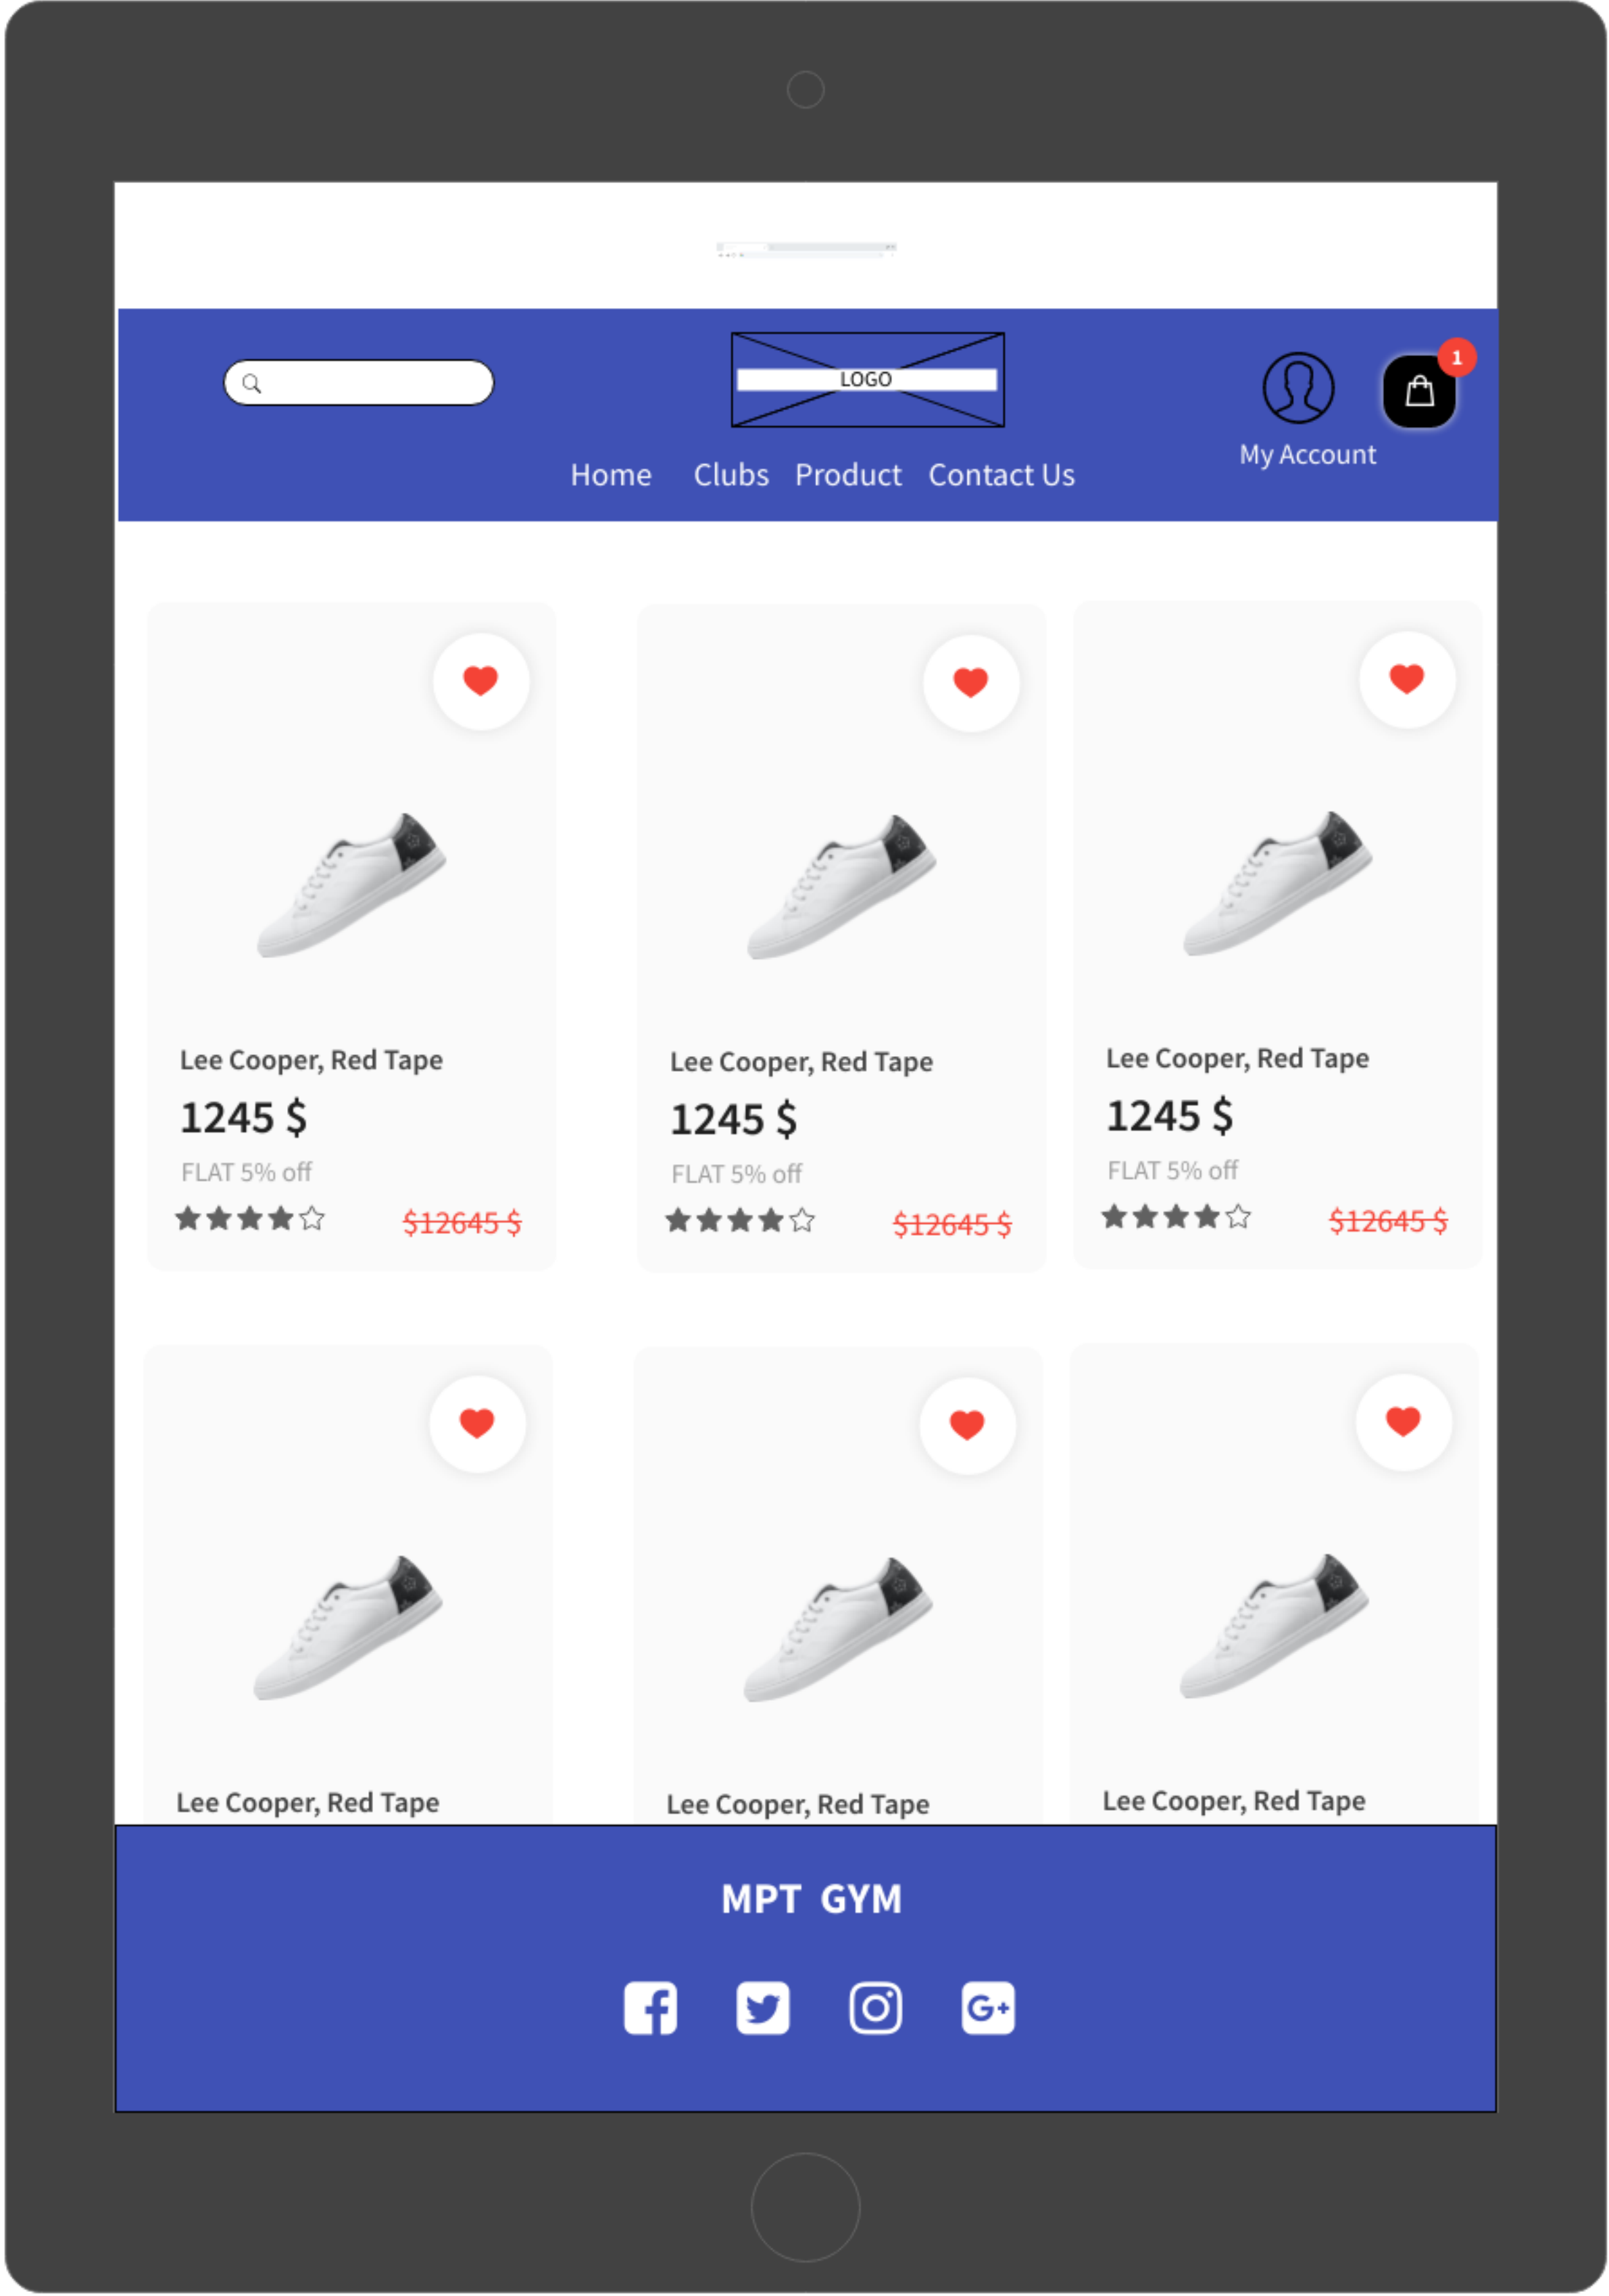 LOGO
1
My Account
Home Clubs Product Contact Us
Lee Cooper, Red Tape
1245 $
FLAT 5% off
$12645 $
Lee Cooper, Red Tape
1245 $
FLAT 5% off
$12645 $
Lee Cooper, Red Tape
1245 $
FLAT 5% off
$12645 $
Lee Cooper, Red Tape
Lee Cooper, Red Tape
Lee Cooper, Red Tape
MPT GYM
G+